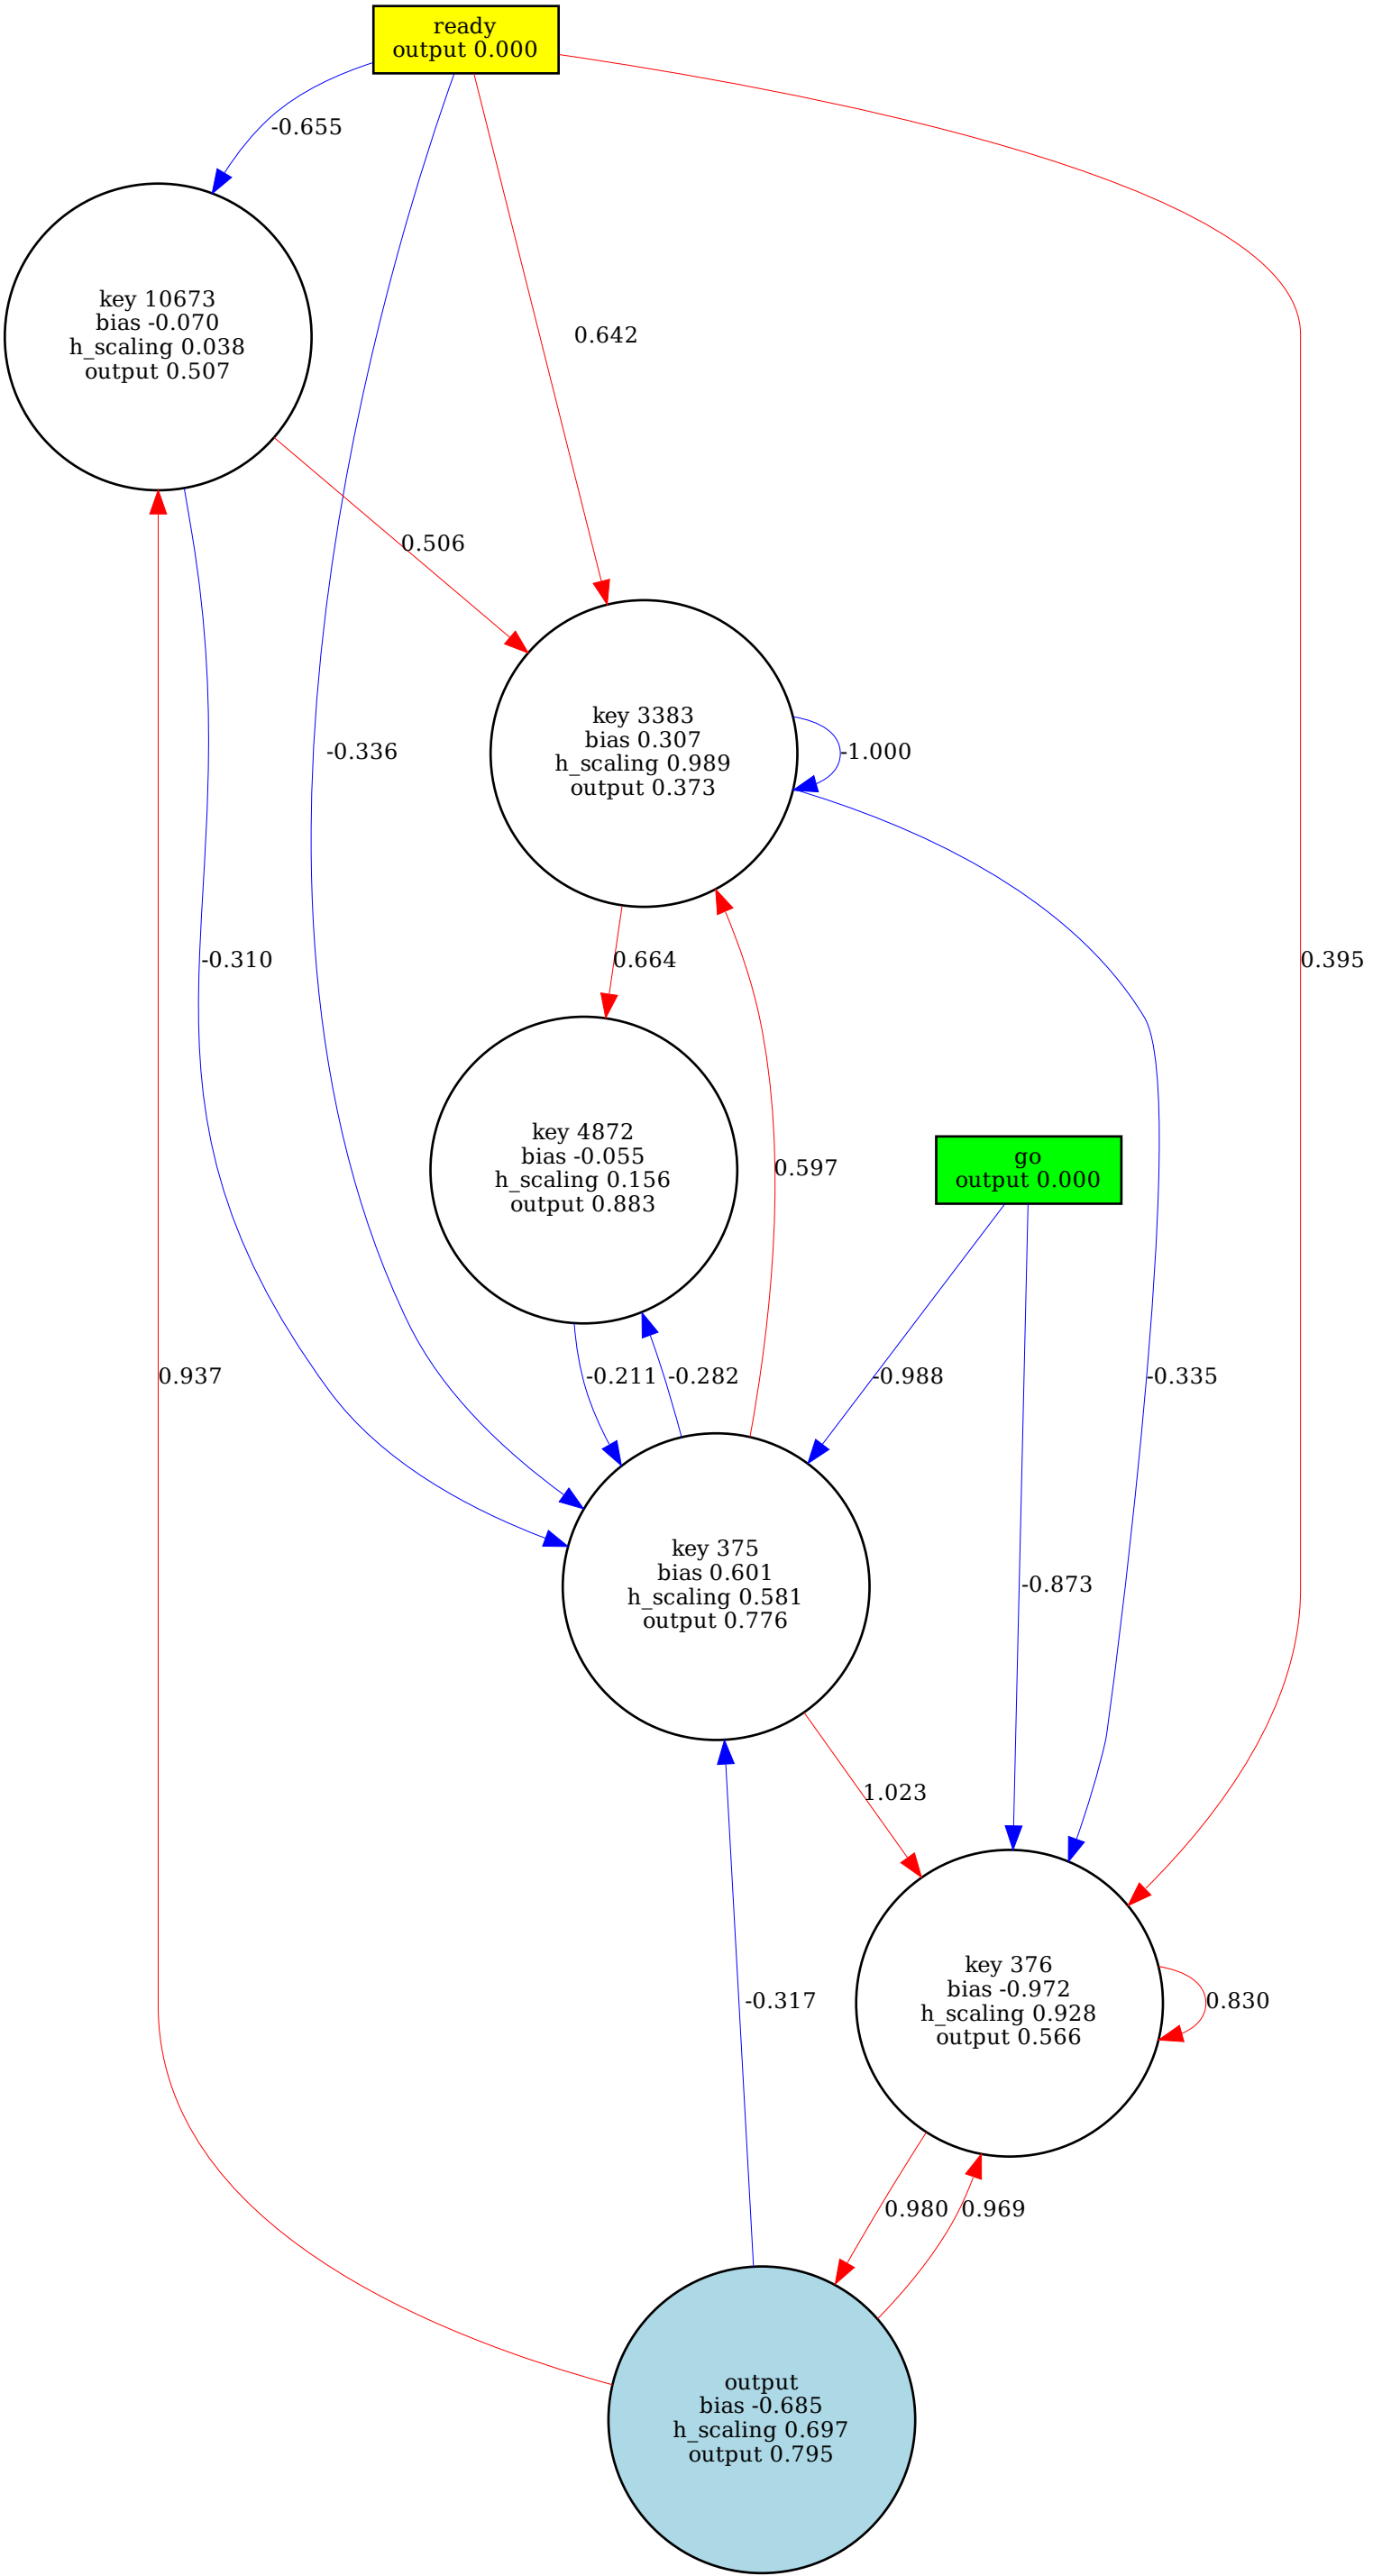 ready
output 0.000
-0.655
key 10673
bias -0.070
h_scaling 0.038
output 0.507
0.642
0.506
key 3383
bias 0.307
h_scaling 0.989
output 0.373
-1.000
-0.336
-0.310
0.664
0.395
key 4872
bias -0.055
h_scaling 0.156
output 0.883
0.597
go
output 0.000
0.937
-0.211
-0.282
-0.988
-0.335
key 375
bias 0.601
h_scaling 0.581
output 0.776
-0.873
1.023
key 376
bias -0.972
h_scaling 0.928
output 0.566
0.830
-0.317
0.980
0.969
output
bias -0.685
h_scaling 0.697
output 0.795